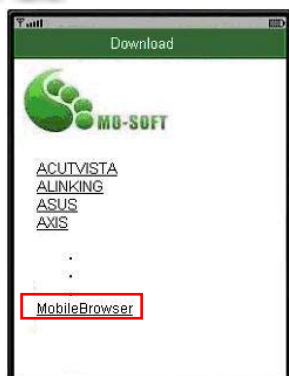 Download
MO-SOFT
ACUTVISTA
ALINKING
ASUS
AXIS
.
.
.
MobileBrowser